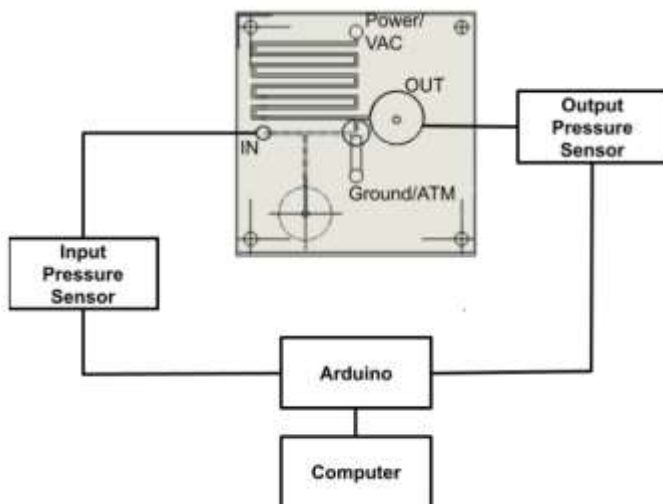 Power/
VAC
OUT
IN
Ground/ATM
Output
Pressure
Sensor
Input
Pressure
Sensor
Arduino
Computer